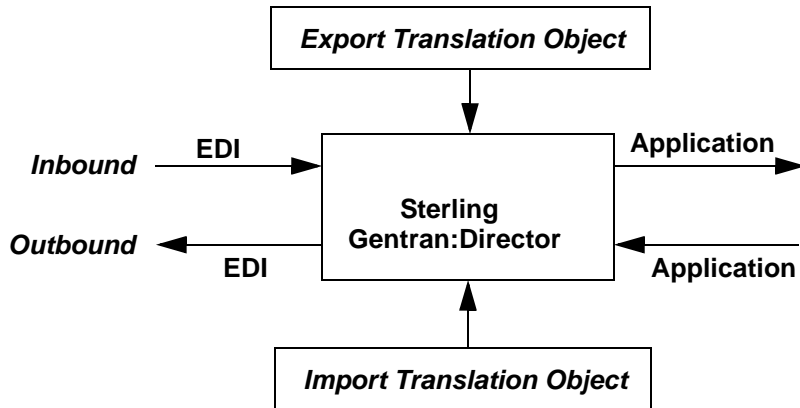 Export Translation Object
EDI
Application
Inbound
Sterling
Gentran:Director
Outbound
EDI
Application
Import Translation Object